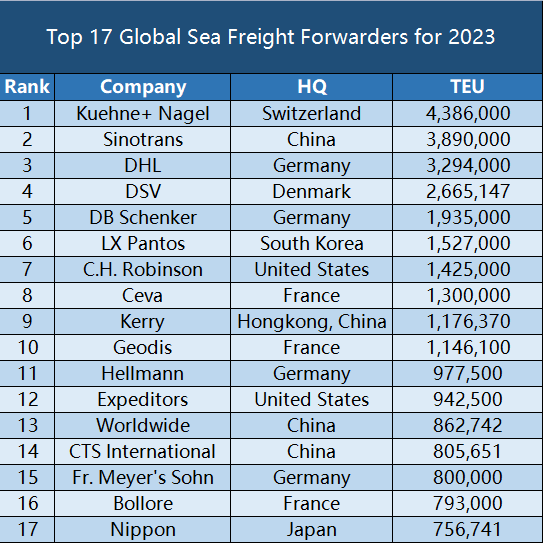 Top 17 Global Sea Freight Forwarders for 2023
Rank Company HQ TEU
1 Kuehne+ Nagel Switzerland 4,386,000
2 Sinotrans China 3,890,000
3 DHL Germany 3,294,000
4 DSV Denmark 2,665,147
5 DB Schenker Germany 1,935,000
6 LX Pantos South Korea 1,527,000
7 C.H. Robinson United States 1,425,000
8 Ceva France 1,300,000
9 Kerry Hongkong, China 1,176,370
10 Geodis France 1,146,100
11 Hellmann Germany 977,500
12 Expeditors United States 942,500
13 Worldwide China 862,742
14 CTS International China 805,651
15 Fr. Meyer's Sohn Germany 800,000
16 Bollore France 793,000
17 Nippon Japan 756,741